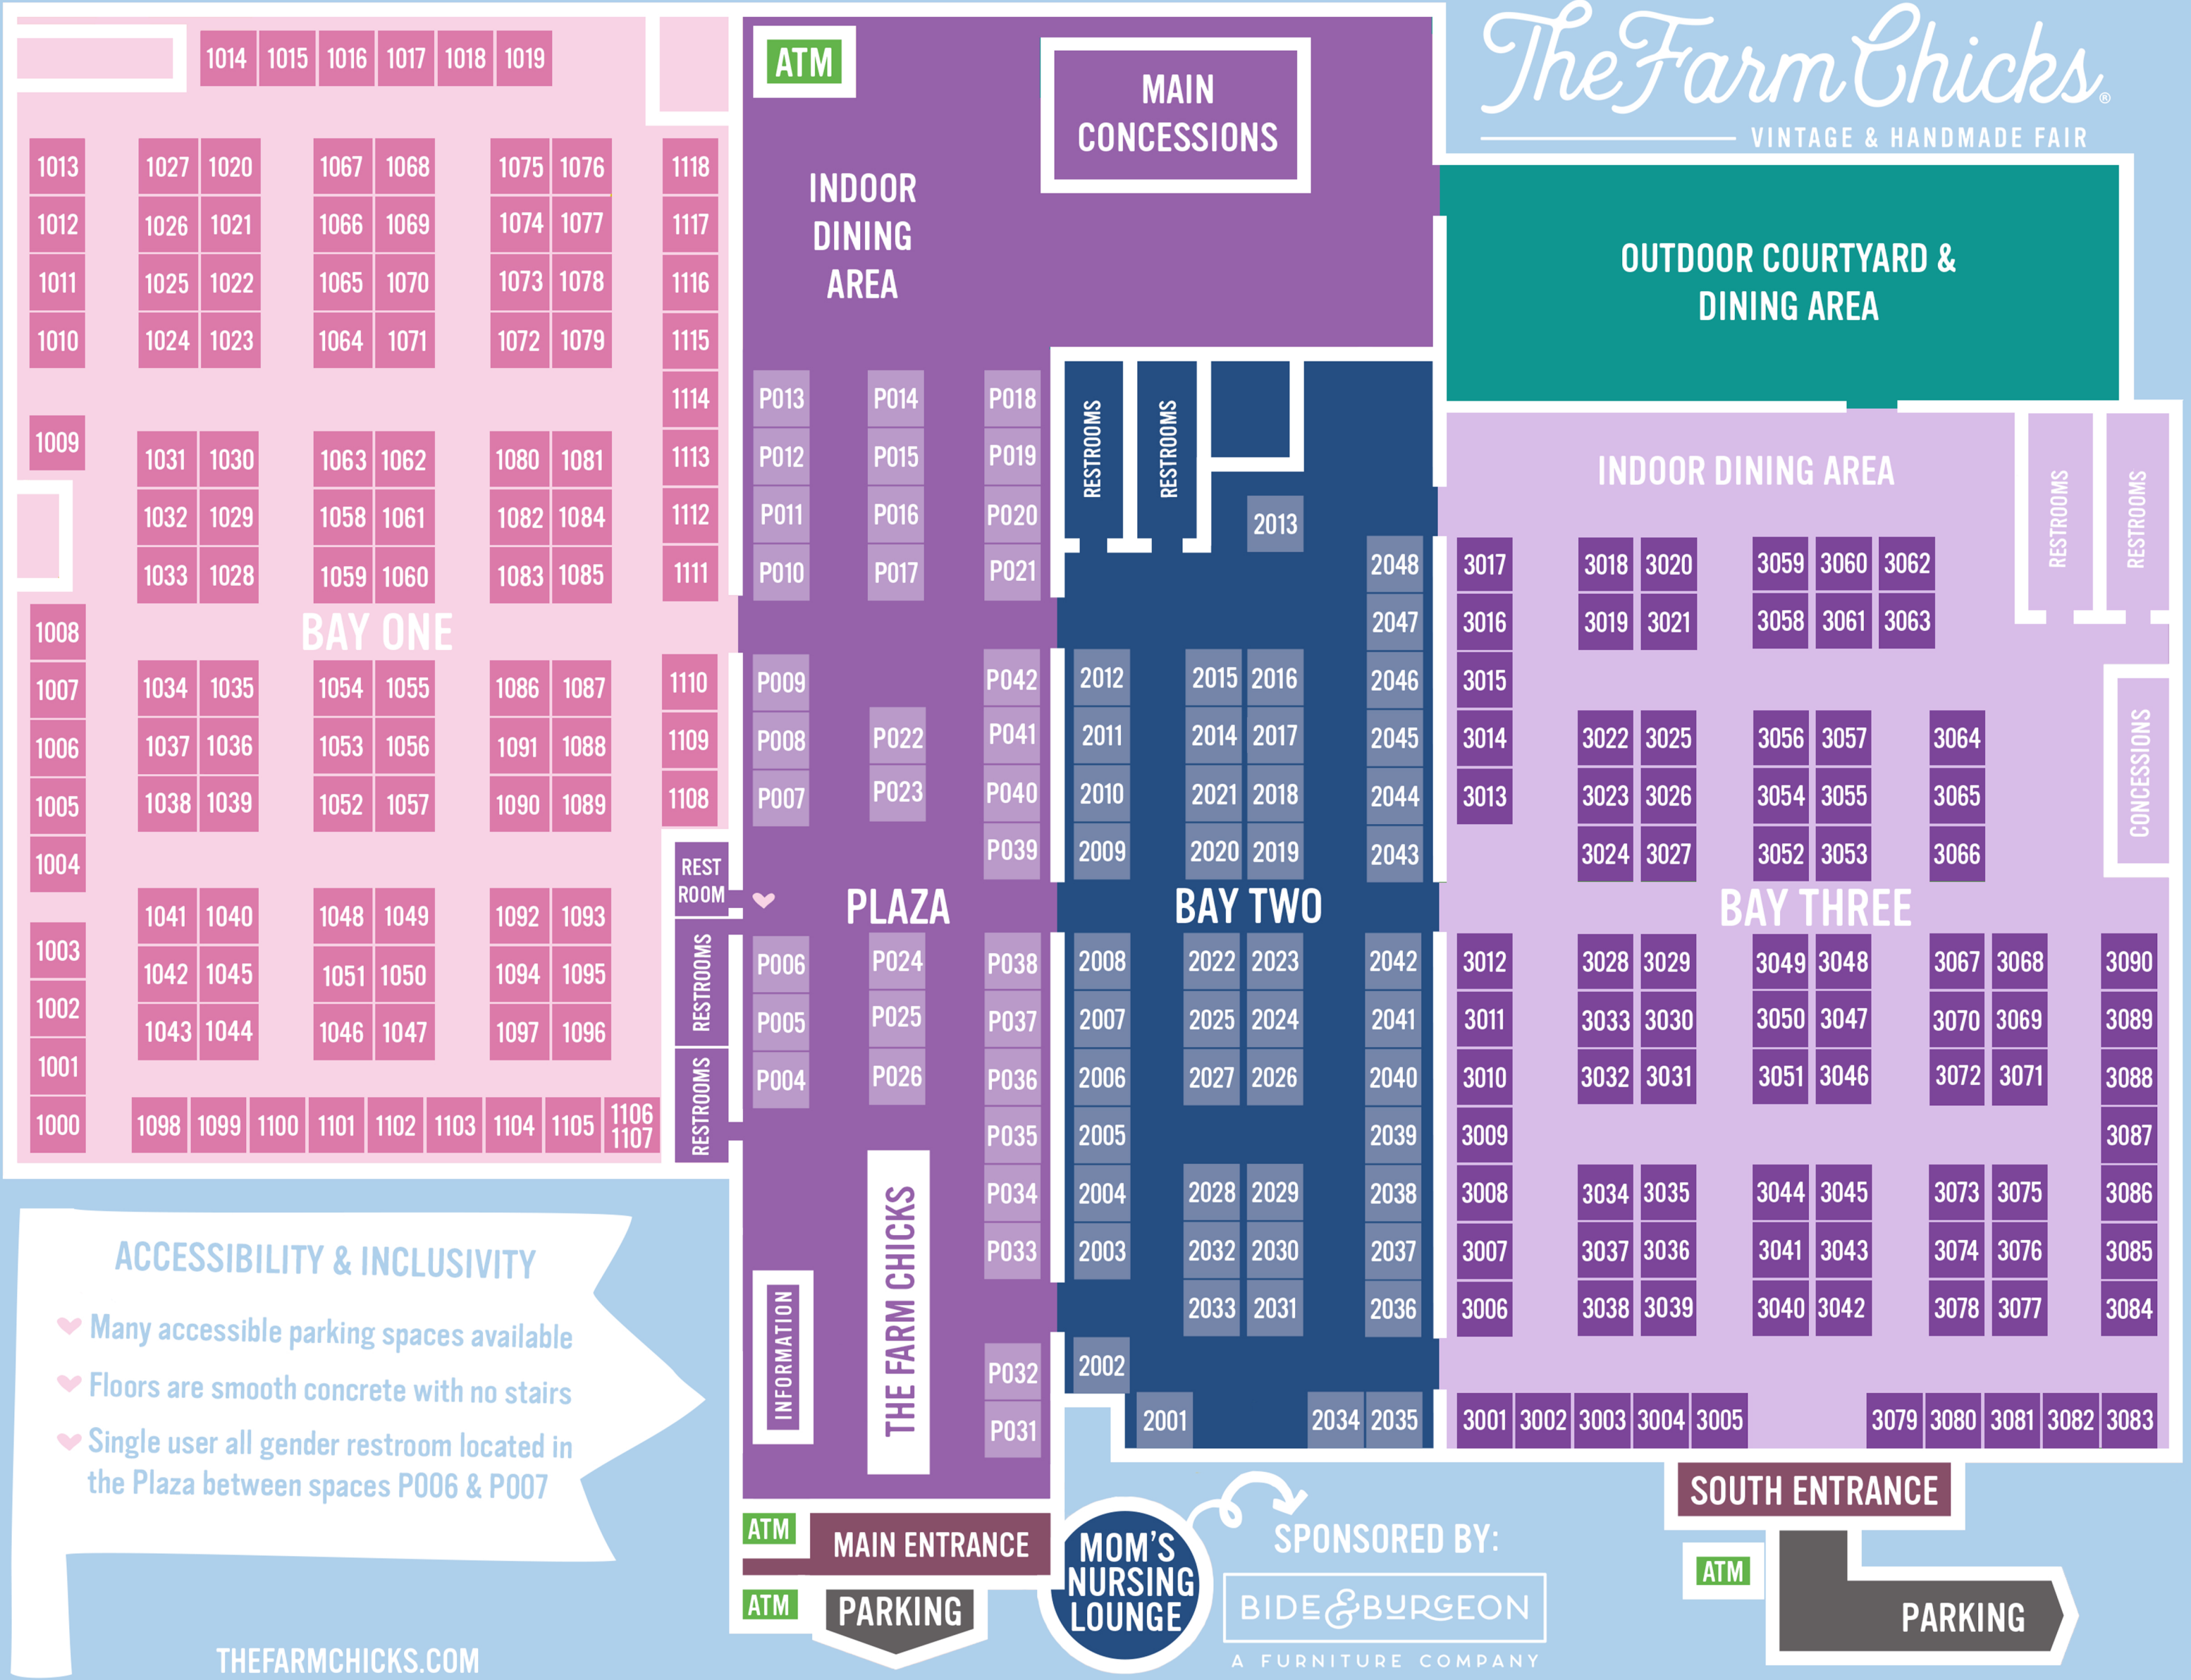 The Farm Chicks®
VINTAGE & HANDMADE FAIR
1014 1015 1016 1017 1018 1019
1013 1027 1020 1067 1068 1075 1076 1118
1012 1026 1021 1066 1069 1074 1077 1117
1011 1025 1022 1065 1070 1073 1078 1116
1010 1024 1023 1064 1071 1072 1079 1115
1114
1009 1031 1030 1063 1062 1080 1081 1113
1032 1029 1058 1061 1082 1084 1112
1033 1028 1059 1060 1083 1085 1111
BAY ONE
1008
1007 1034 1035 1054 1055 1086 1087 1110
1006 1037 1036 1053 1056 1091 1088 1109
1005 1038 1039 1052 1057 1090 1089 1108
1004
1003 1041 1040 1048 1049 1092 1093
1002 1042 1045 1051 1050 1094 1095
1001 1043 1044 1046 1047 1097 1096
1000 1098 1099 1100 1101 1102 1103 1104 1105 1106
1107
REST
ROOM
RESTROOMS
RESTROOMS
ATM
MAIN
CONCESSIONS
INDOOR
DINING
AREA
P013 P014 P018
P012 P015 P019
P011 P016 P020
P010 P017 P021
P009 P042
P008 P022 P041
P007 P023 P040
P039
PLAZA
P006 P024 P038
P005 P025 P037
P004 P026 P036
P035
P034
P033
P032
P031
THE FARM CHICKS
INFORMATION
RESTROOMS
RESTROOMS
2013
2048
2047
2012 2015 2016 2046
2011 2014 2017 2045
2010 2021 2018 2044
2009 2020 2019 2043
BAY TWO
2008 2022 2023 2042
2007 2025 2024 2041
2006 2027 2026 2040
2005 2039
2004 2028 2029 2038
2003 2032 2030 2037
2033 2031 2036
2002
2001 2034 2035
OUTDOOR COURTYARD &
DINING AREA
INDOOR DINING AREA
RESTROOMS
RESTROOMS
3017 3018 3020 3059 3060 3062
3016 3019 3021 3058 3061 3063
3015
3014 3022 3025 3056 3057 3064
3013 3023 3026 3054 3055 3065
3024 3027 3052 3053 3066
CONCESSIONS
BAY THREE
3012 3028 3029 3049 3048 3067 3068 3090
3011 3033 3030 3050 3047 3070 3069 3089
3010 3032 3031 3051 3046 3072 3071 3088
3009 3087
3008 3034 3035 3044 3045 3073 3075 3086
3007 3037 3036 3041 3043 3074 3076 3085
3006 3038 3039 3040 3042 3078 3077 3084
3001 3002 3003 3004 3005 3079 3080 3081 3082 3083
ACCESSIBILITY & INCLUSIVITY
Many accessible parking spaces available
Floors are smooth concrete with no stairs
Single user all gender restroom located in
the Plaza between spaces P006 & P007
THEFARMCHICKS.COM
ATM
MAIN ENTRANCE
ATM
PARKING
MOM'S
NURSING
LOUNGE
SPONSORED BY:
BIDE & BURGEON
A FURNITURE COMPANY
SOUTH ENTRANCE
ATM
PARKING